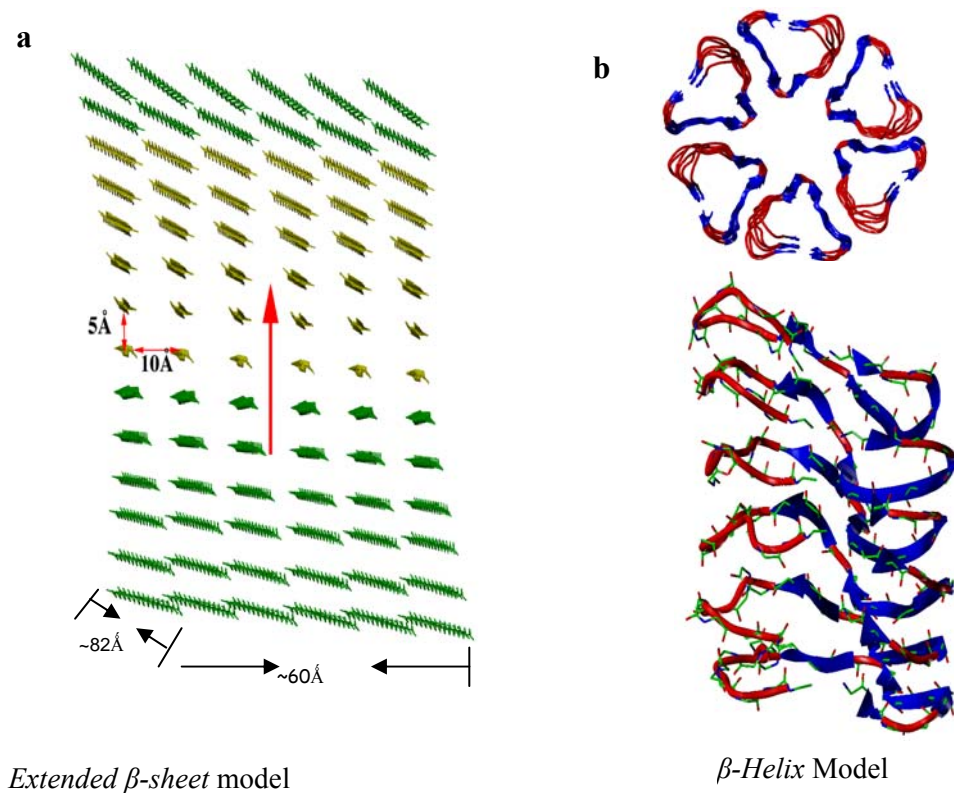 a
5Å
10Å
~82Å
~60Å
Extended β-sheet model
b
β-Helix Model